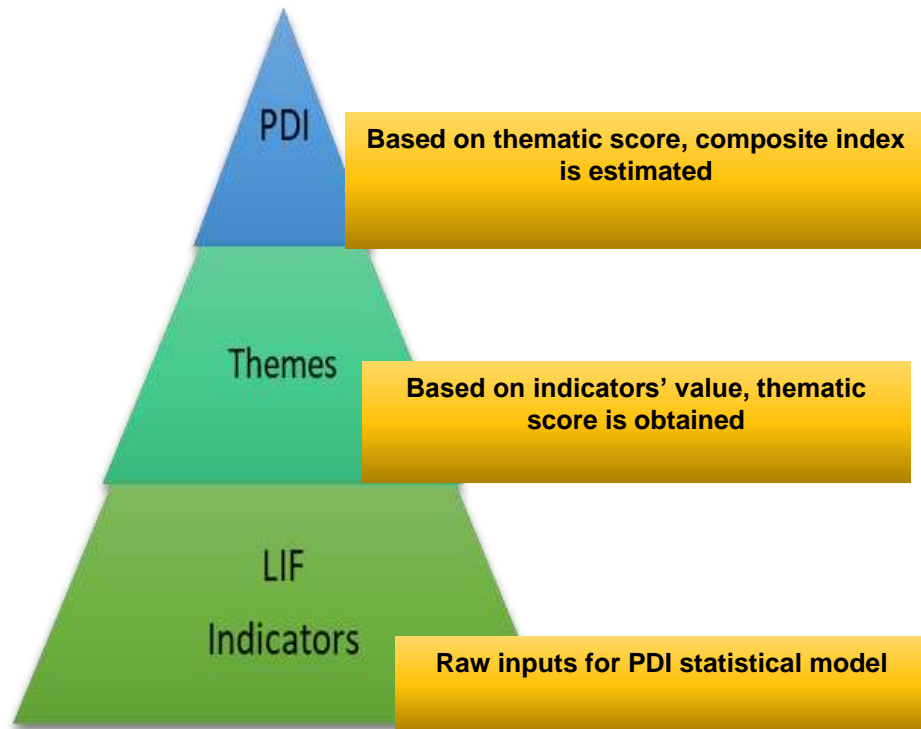 PDI
Based on thematic score, composite index
is estimated
Themes
Based on indicators’ value, thematic
score is obtained
LIF
Indicators
Raw inputs for PDI statistical model